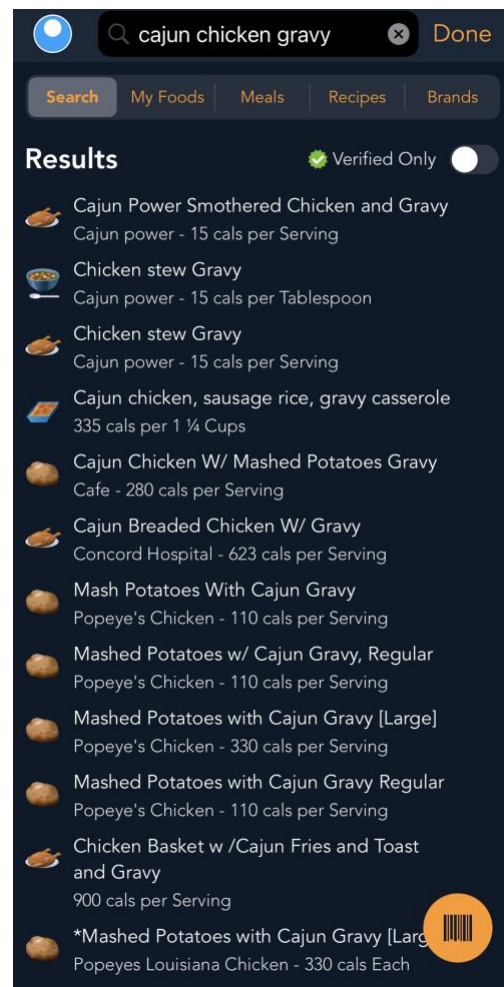 cajun chicken gravy
Done
Search
My Foods
Meals
Recipes
Brands
Results
Verified Only
Cajun Power Smothered Chicken and Gravy
Cajun power - 15 cals per Serving
Chicken stew Gravy
Cajun power - 15 cals per Tablespoon
Chicken stew Gravy
Cajun power - 15 cals per Serving
Cajun chicken, sausage rice, gravy casserole
335 cals per 1 ¼ Cups
Cajun Chicken W/ Mashed Potatoes Gravy
Cafe - 280 cals per Serving
Cajun Breaded Chicken W/ Gravy
Concord Hospital - 623 cals per Serving
Mash Potatoes With Cajun Gravy
Popeye's Chicken - 110 cals per Serving
Mashed Potatoes w/ Cajun Gravy, Regular
Popeye's Chicken - 110 cals per Serving
Mashed Potatoes with Cajun Gravy [Large]
Popeye's Chicken - 330 cals per Serving
Mashed Potatoes with Cajun Gravy Regular
Popeye's Chicken - 110 cals per Serving
Chicken Basket w /Cajun Fries and Toast
and Gravy
900 cals per Serving
*Mashed Potatoes with Cajun Gravy [Larg
Popeyes Louisiana Chicken - 330 cals Each